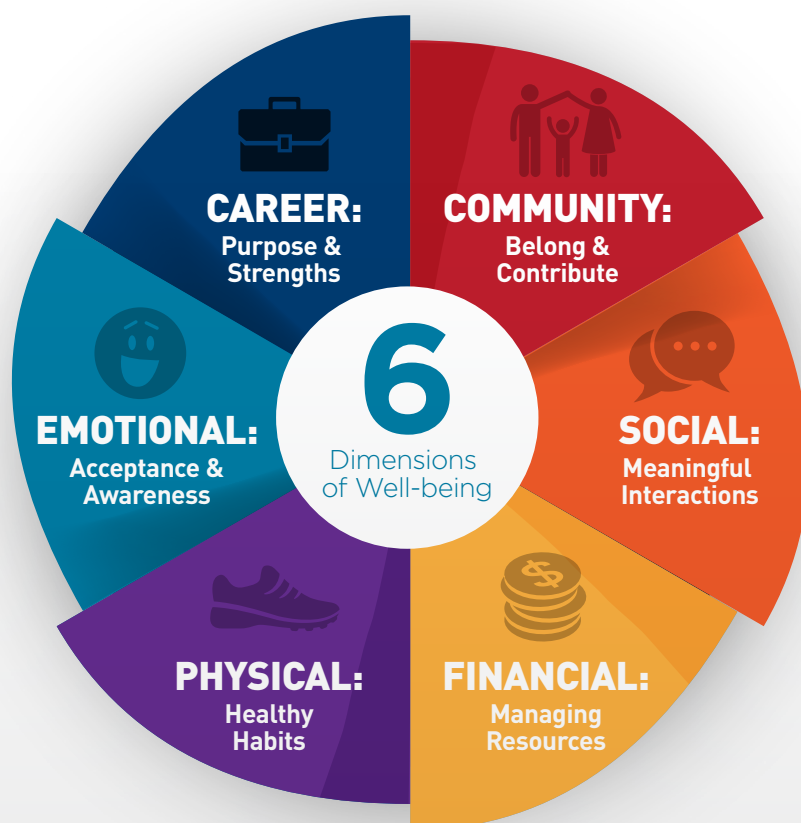 CAREER:
Purpose &
Strengths
COMMUNITY:
Belong &
Contribute
SOCIAL:
Meaningful
Interactions
FINANCIAL:
Managing
Resources
PHYSICAL:
Healthy
Habits
EMOTIONAL:
Acceptance &
Awareness
6
Dimensions
of Well-being
$